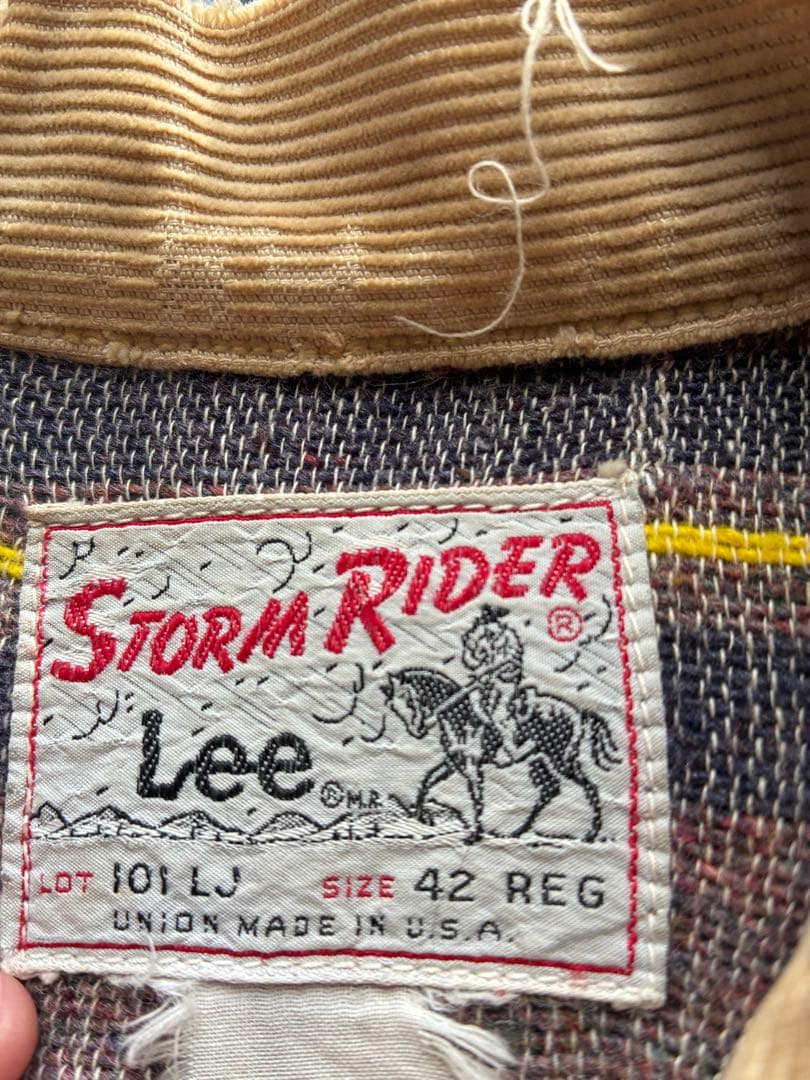 STORM RIDER ®
Lee ® M.R.
LOT 101 LJ SIZE 42 REG
UNION MADE IN U.S.A.